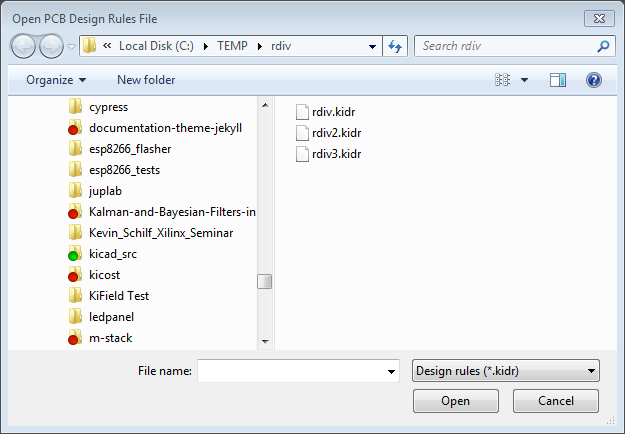 Open PCB Design Rules File
« Local Disk (C:) ▸ TEMP ▸ rdiv
Search rdiv
Organize ▾ New folder
cypress
documentation-theme-jekyll
esp8266_flasher
esp8266_tests
juplab
Kalman-and-Bayesian-Filters-in
Kevin_Schilf_Xilinx_Seminar
kicad_src
kicost
KiField Test
ledpanel
m-stack
rdiv.kidr
rdiv2.kidr
rdiv3.kidr
File name:
Design rules (*.kidr)
Open Cancel